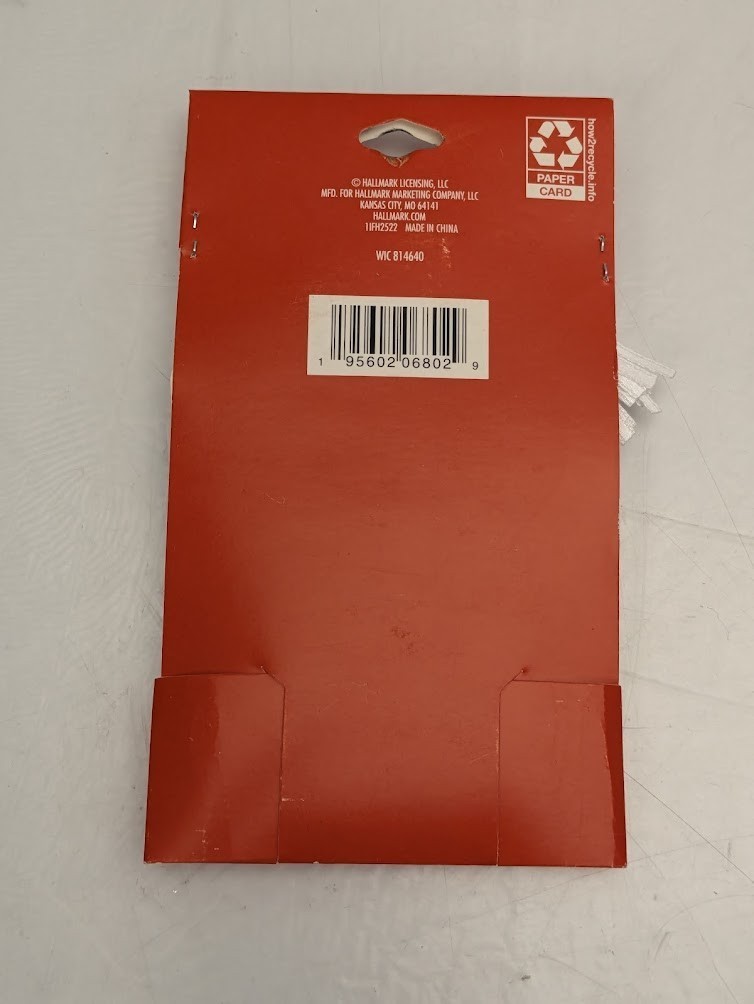 © HALLMARK LICENSING, LLC
MFD. FOR HALLMARK MARKETING COMPANY, LLC
KANSAS CITY, MO 64141
HALLMARK.COM
1IFH2522 MADE IN CHINA
WIC 814640
how2recycle.info
PAPER
CARD
1 95602 06802 9